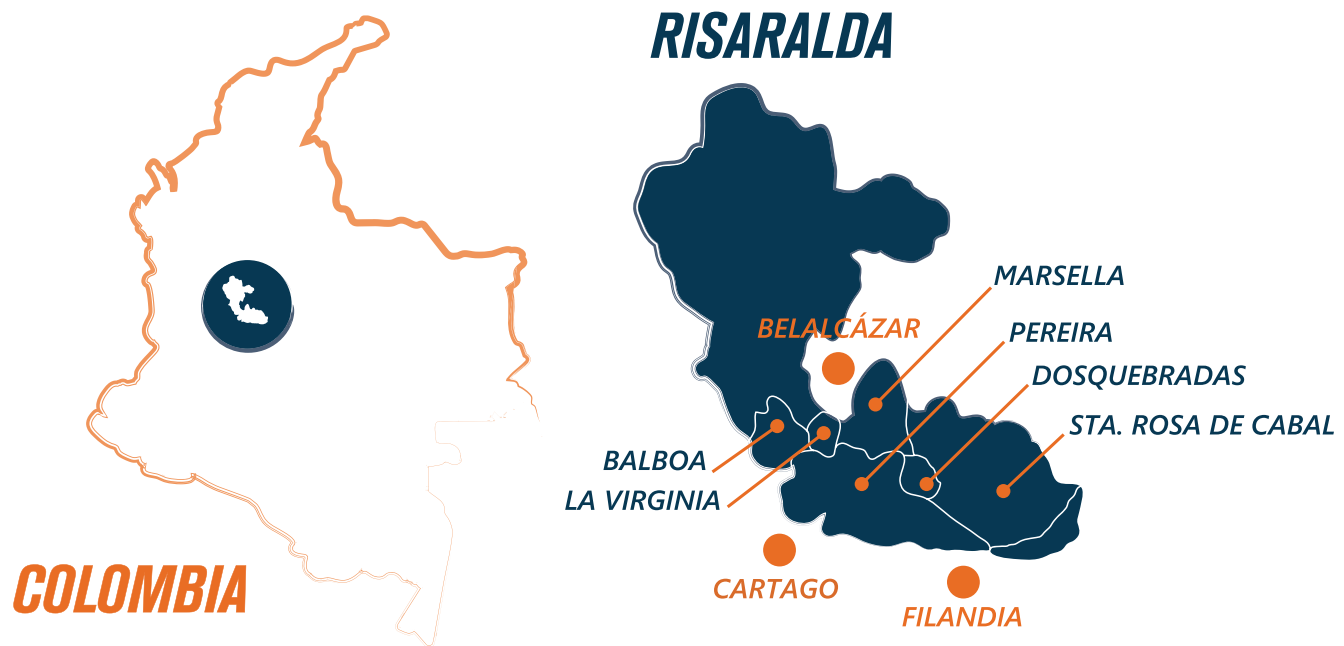 RISARALDA
MARSELLA
BELALCÁZAR
PEREIRA
DOSQUEBRADAS
STA. ROSA DE CABAL
BALBOA
LA VIRGINIA
COLOMBIA
CARTAGO
FILANDIA